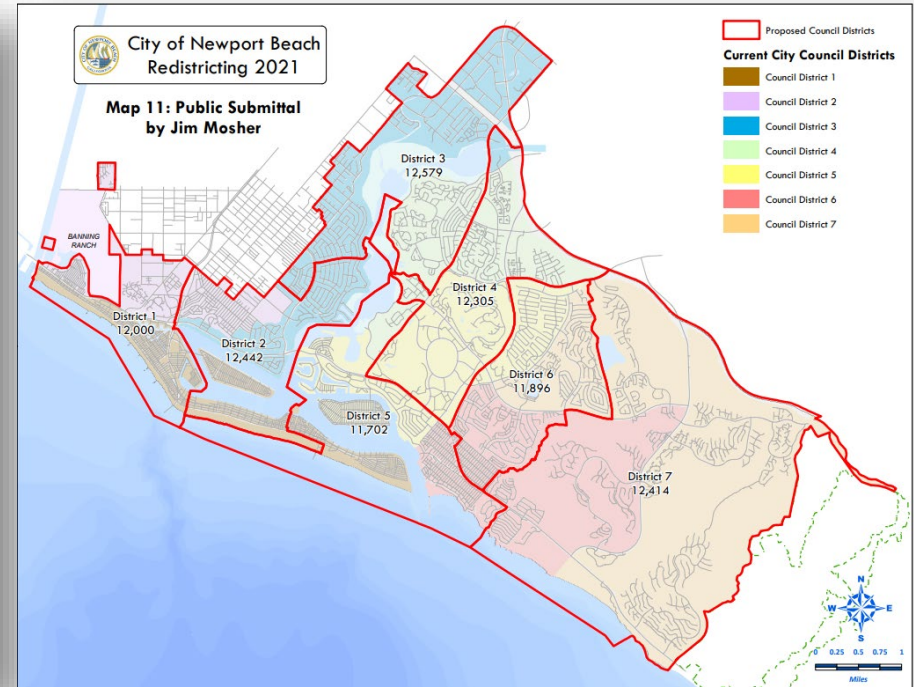 City of Newport Beach
Redistricting 2021
Map 11: Public Submittal
by Jim Mosher
Proposed Council Districts
Current City Council Districts
Council District 1
Council District 2
Council District 3
Council District 4
Council District 5
Council District 6
Council District 7
District 3
12,579
BANNING
RANCH
District 4
12,305
District 1
12,000
District 2
12,442
District 6
11,896
District 5
11,702
District 7
12,414
N
W E
S
0 0.25 0.5 0.75 1
Miles